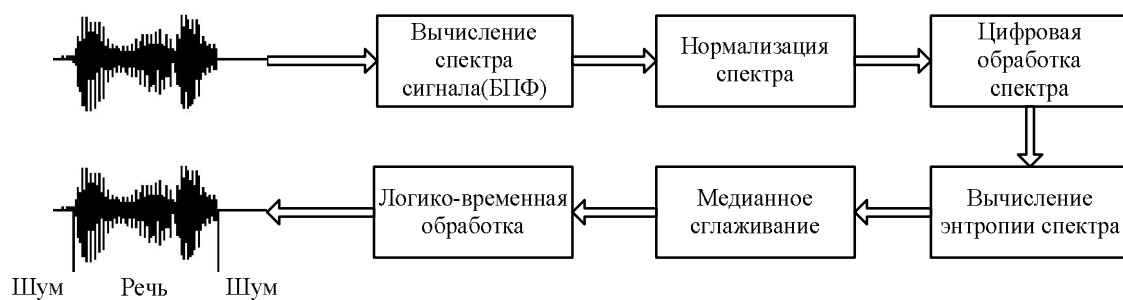 Вычисление
спектра
сигнала(БПФ)
Нормализация
спектра
Цифровая
обработка
спектра
Логико-временная
обработка
Медианное
сглаживание
Вычисление
энтропии спектра
Шум
Речь
Шум